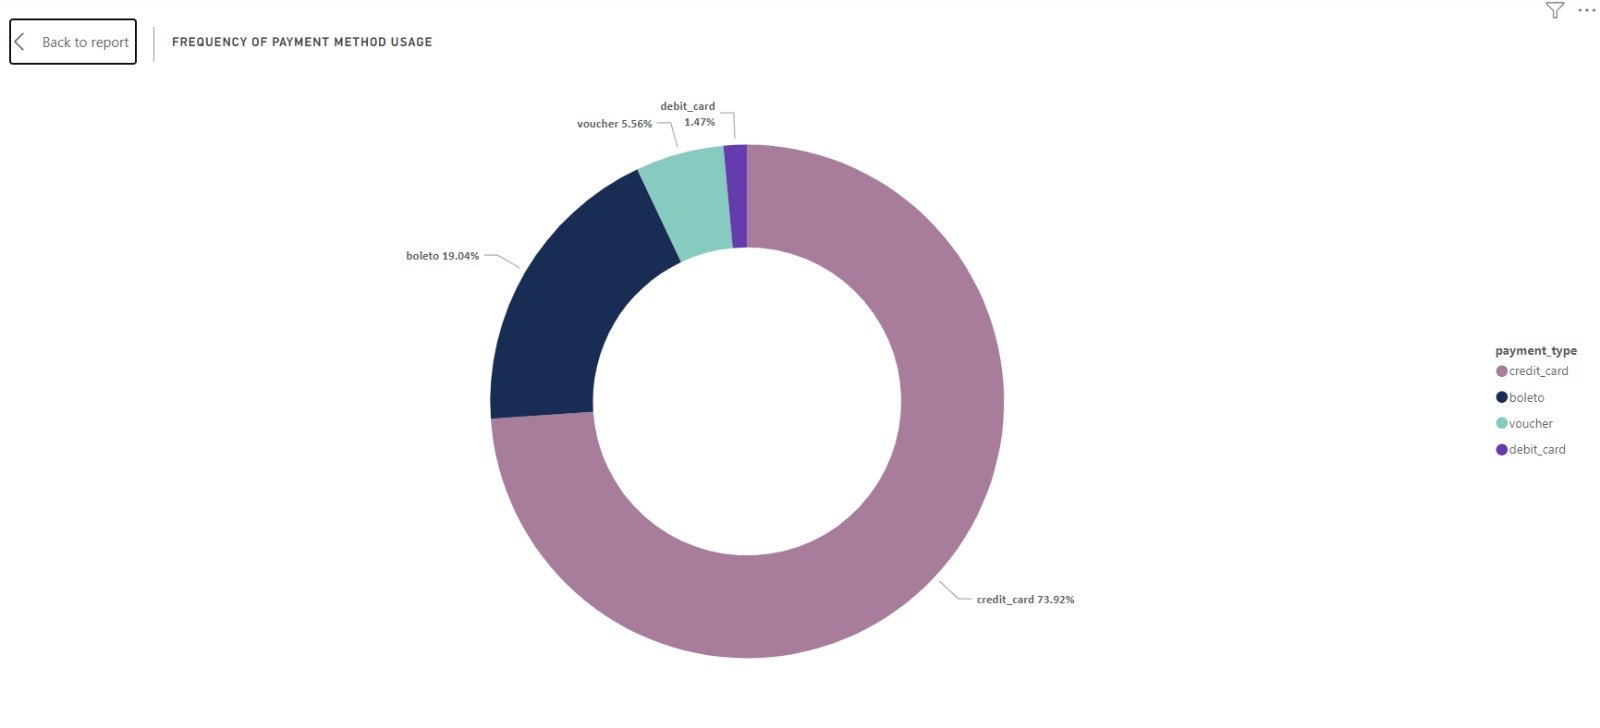 Back to report
FREQUENCY OF PAYMENT METHOD USAGE
debit_card
1.47%
voucher 5.56%
boleto 19.04%
credit_card 73.92%
payment_type
credit_card
boleto
voucher
debit_card